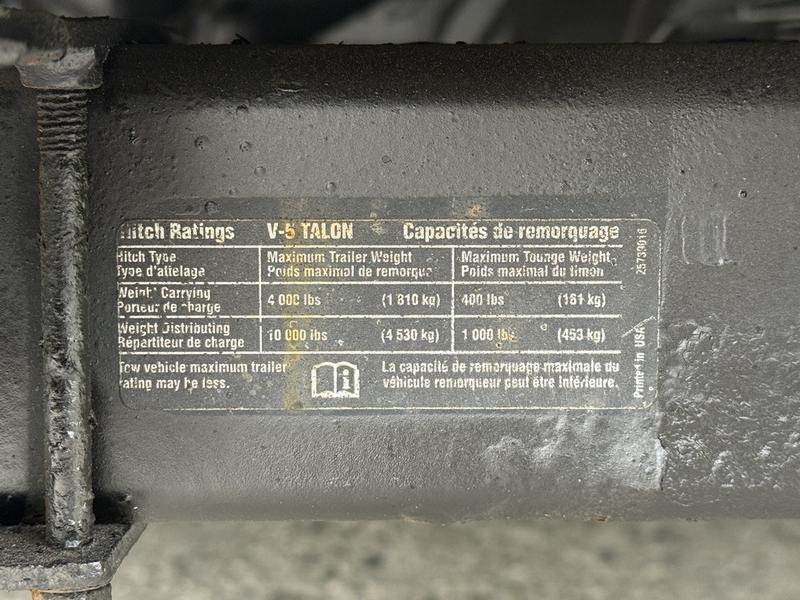 Hitch Ratings V-5 TALON Capacités de remorquage
Hitch Type Maximum Trailer Weight Maximum Tounge Weight
Type d'attelage Poids maximal de remorque Poids maximal du timon
Weight Carrying 4 000 lbs (1 810 kg) 400 lbs (181 kg)
Porteur de charge
Weight Distributing 10 000 lbs (4 530 kg) 1 000 lbs (453 kg)
Répartiteur de charge
Tow vehicle maximum trailer
rating may be less.
La capacité de remorquage maximale du
véhicule remorqueur peut être inférieure.
Printed in USA